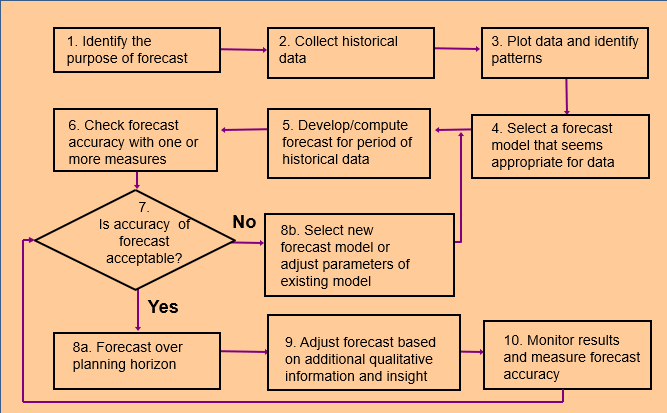 1. Identify the
purpose of forecast
2. Collect historical
data
3. Plot data and identify
patterns
6. Check forecast
accuracy with one or
more measures
5. Develop/compute
forecast for period of
historical data
4. Select a forecast
model that seems
appropriate for data
7.
Is accuracy of
forecast
acceptable?
No
8b. Select new
forecast model or
adjust parameters of
existing model
Yes
8a. Forecast over
planning horizon
9. Adjust forecast based
on additional qualitative
information and insight
10. Monitor results
and measure forecast
accuracy